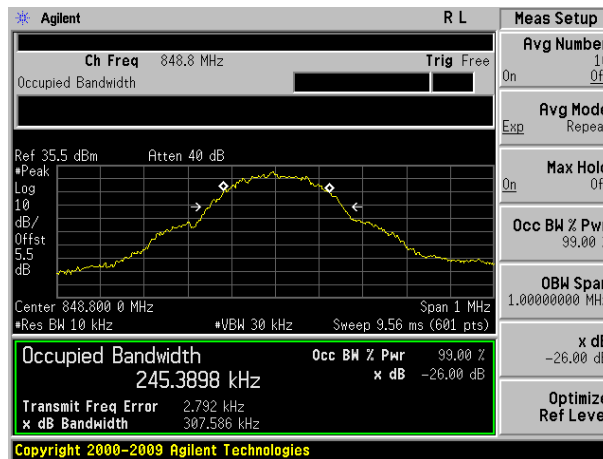 Agilent R L
Ch Freq 848.8 MHz Trig Free
Occupied Bandwidth
Ref 35.5 dBm Atten 40 dB
#Peak
Log
10
dB/
Offst
5.5
dB
Center 848.800 0 MHz Span 1 MHz
#Res BW 10 kHz #VBW 30 kHz Sweep 9.56 ms (601 pts)
Occupied Bandwidth Occ BW % Pwr 99.00 %
245.3898 kHz x dB -26.00 dB
Transmit Freq Error 2.792 kHz
x dB Bandwidth 307.586 kHz
Copyright 2000-2009 Agilent Technologies
Meas Setup
Avg Number
On
Avg Mode
Exp Repea
Max Hold
On Of
Occ BW % Pwr
99.00
OBW Span
1.00000000 MH
x dB
-26.00 dB
Optimize
Ref Level